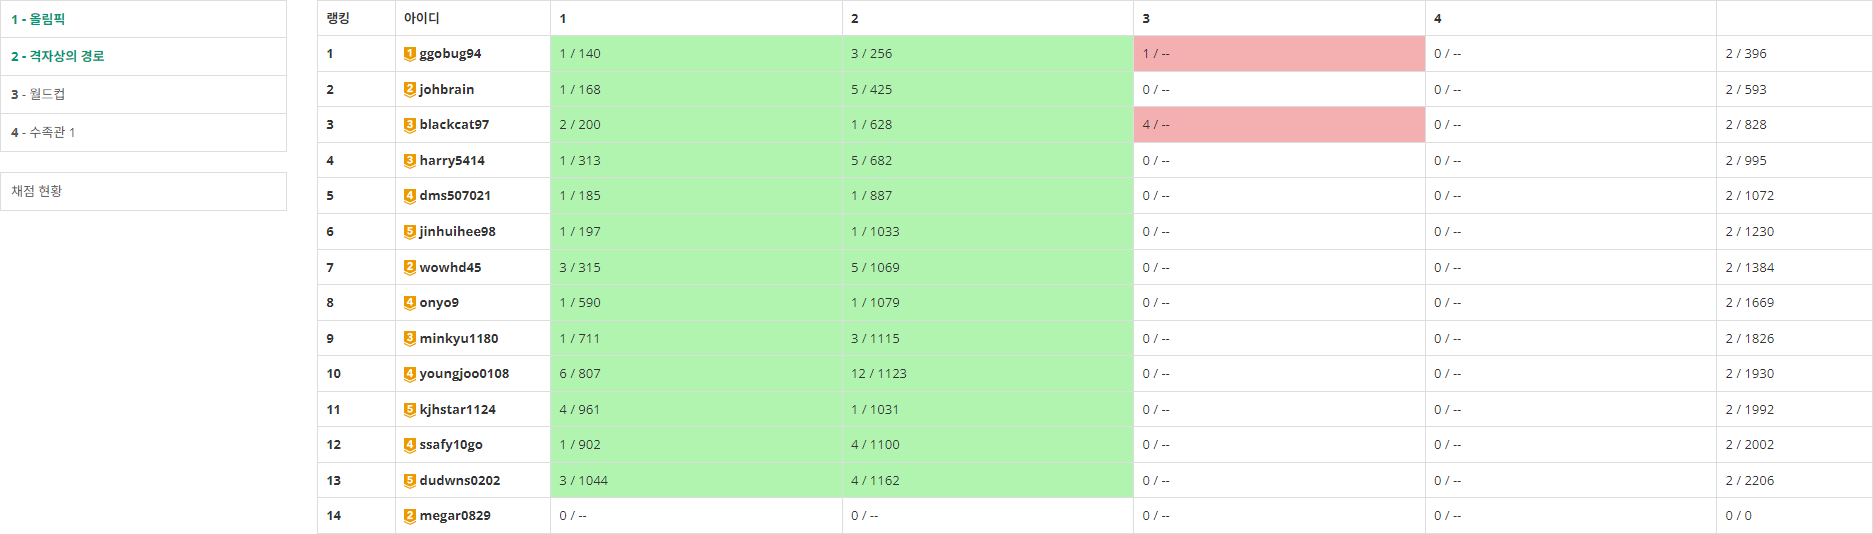 1 - 올림픽
2 - 격자상의 경로
3 - 월드컵
4 - 수족관 1
채점 현황
랭킹 아이디 1 2 3 4
1 1 ggobug94 1 / 140 3 / 256 1 / -- 0 / -- 2 / 396
2 2 johbrain 1 / 168 5 / 425 0 / -- 0 / -- 2 / 593
3 3 blackcat97 2 / 200 1 / 628 4 / -- 0 / -- 2 / 828
4 3 harry5414 1 / 313 5 / 682 0 / -- 0 / -- 2 / 995
5 4 dms507021 1 / 185 1 / 887 0 / -- 0 / -- 2 / 1072
6 5 jinhuihee98 1 / 197 1 / 1033 0 / -- 0 / -- 2 / 1230
7 2 wowhd45 3 / 315 5 / 1069 0 / -- 0 / -- 2 / 1384
8 4 onyo9 1 / 590 1 / 1079 0 / -- 0 / -- 2 / 1669
9 3 minkyu1180 1 / 711 3 / 1115 0 / -- 0 / -- 2 / 1826
10 4 youngjoo0108 6 / 807 12 / 1123 0 / -- 0 / -- 2 / 1930
11 5 kjhstar1124 4 / 961 1 / 1031 0 / -- 0 / -- 2 / 1992
12 4 ssafy10go 1 / 902 4 / 1100 0 / -- 0 / -- 2 / 2002
13 5 dudwns0202 3 / 1044 4 / 1162 0 / -- 0 / -- 2 / 2206
14 2 megar0829 0 / -- 0 / -- 0 / -- 0 / -- 0 / 0